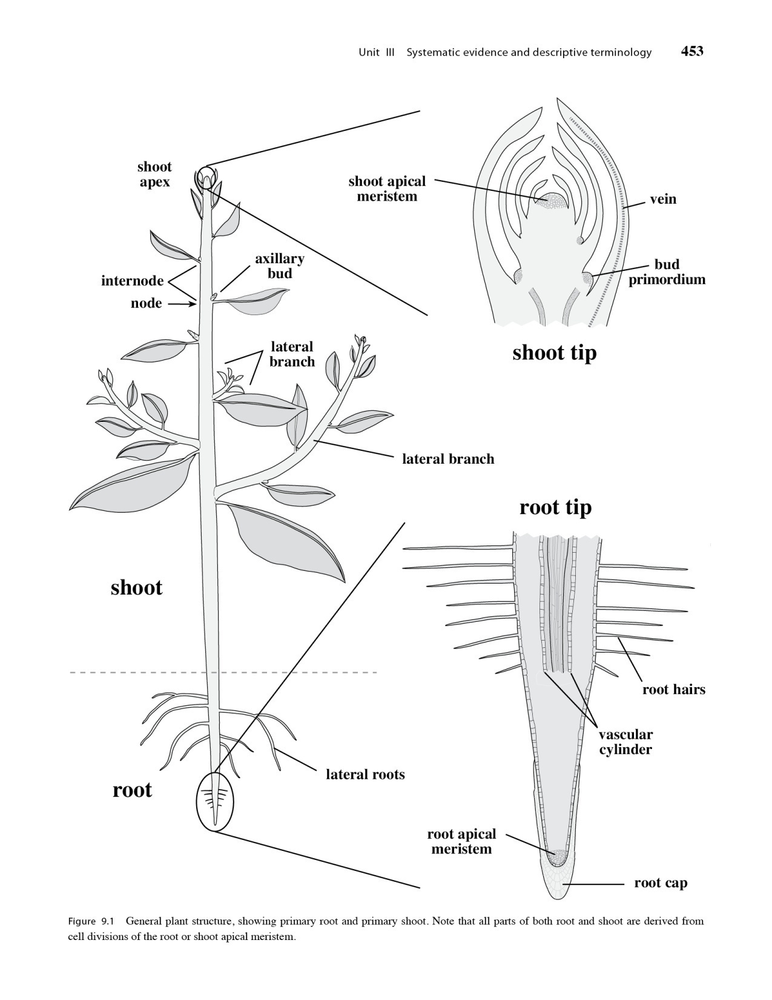 Unit III Systematic evidence and descriptive terminology 453
shoot
apex
shoot apical
meristem
vein
axillary
bud
bud
primordium
internode
node
lateral
branch
shoot tip
lateral branch
root tip
shoot
root hairs
vascular
cylinder
lateral roots
root
root apical
meristem
root cap
Figure 9.1 General plant structure, showing primary root and primary shoot. Note that all parts of both root and shoot are derived from
cell divisions of the root or shoot apical meristem.